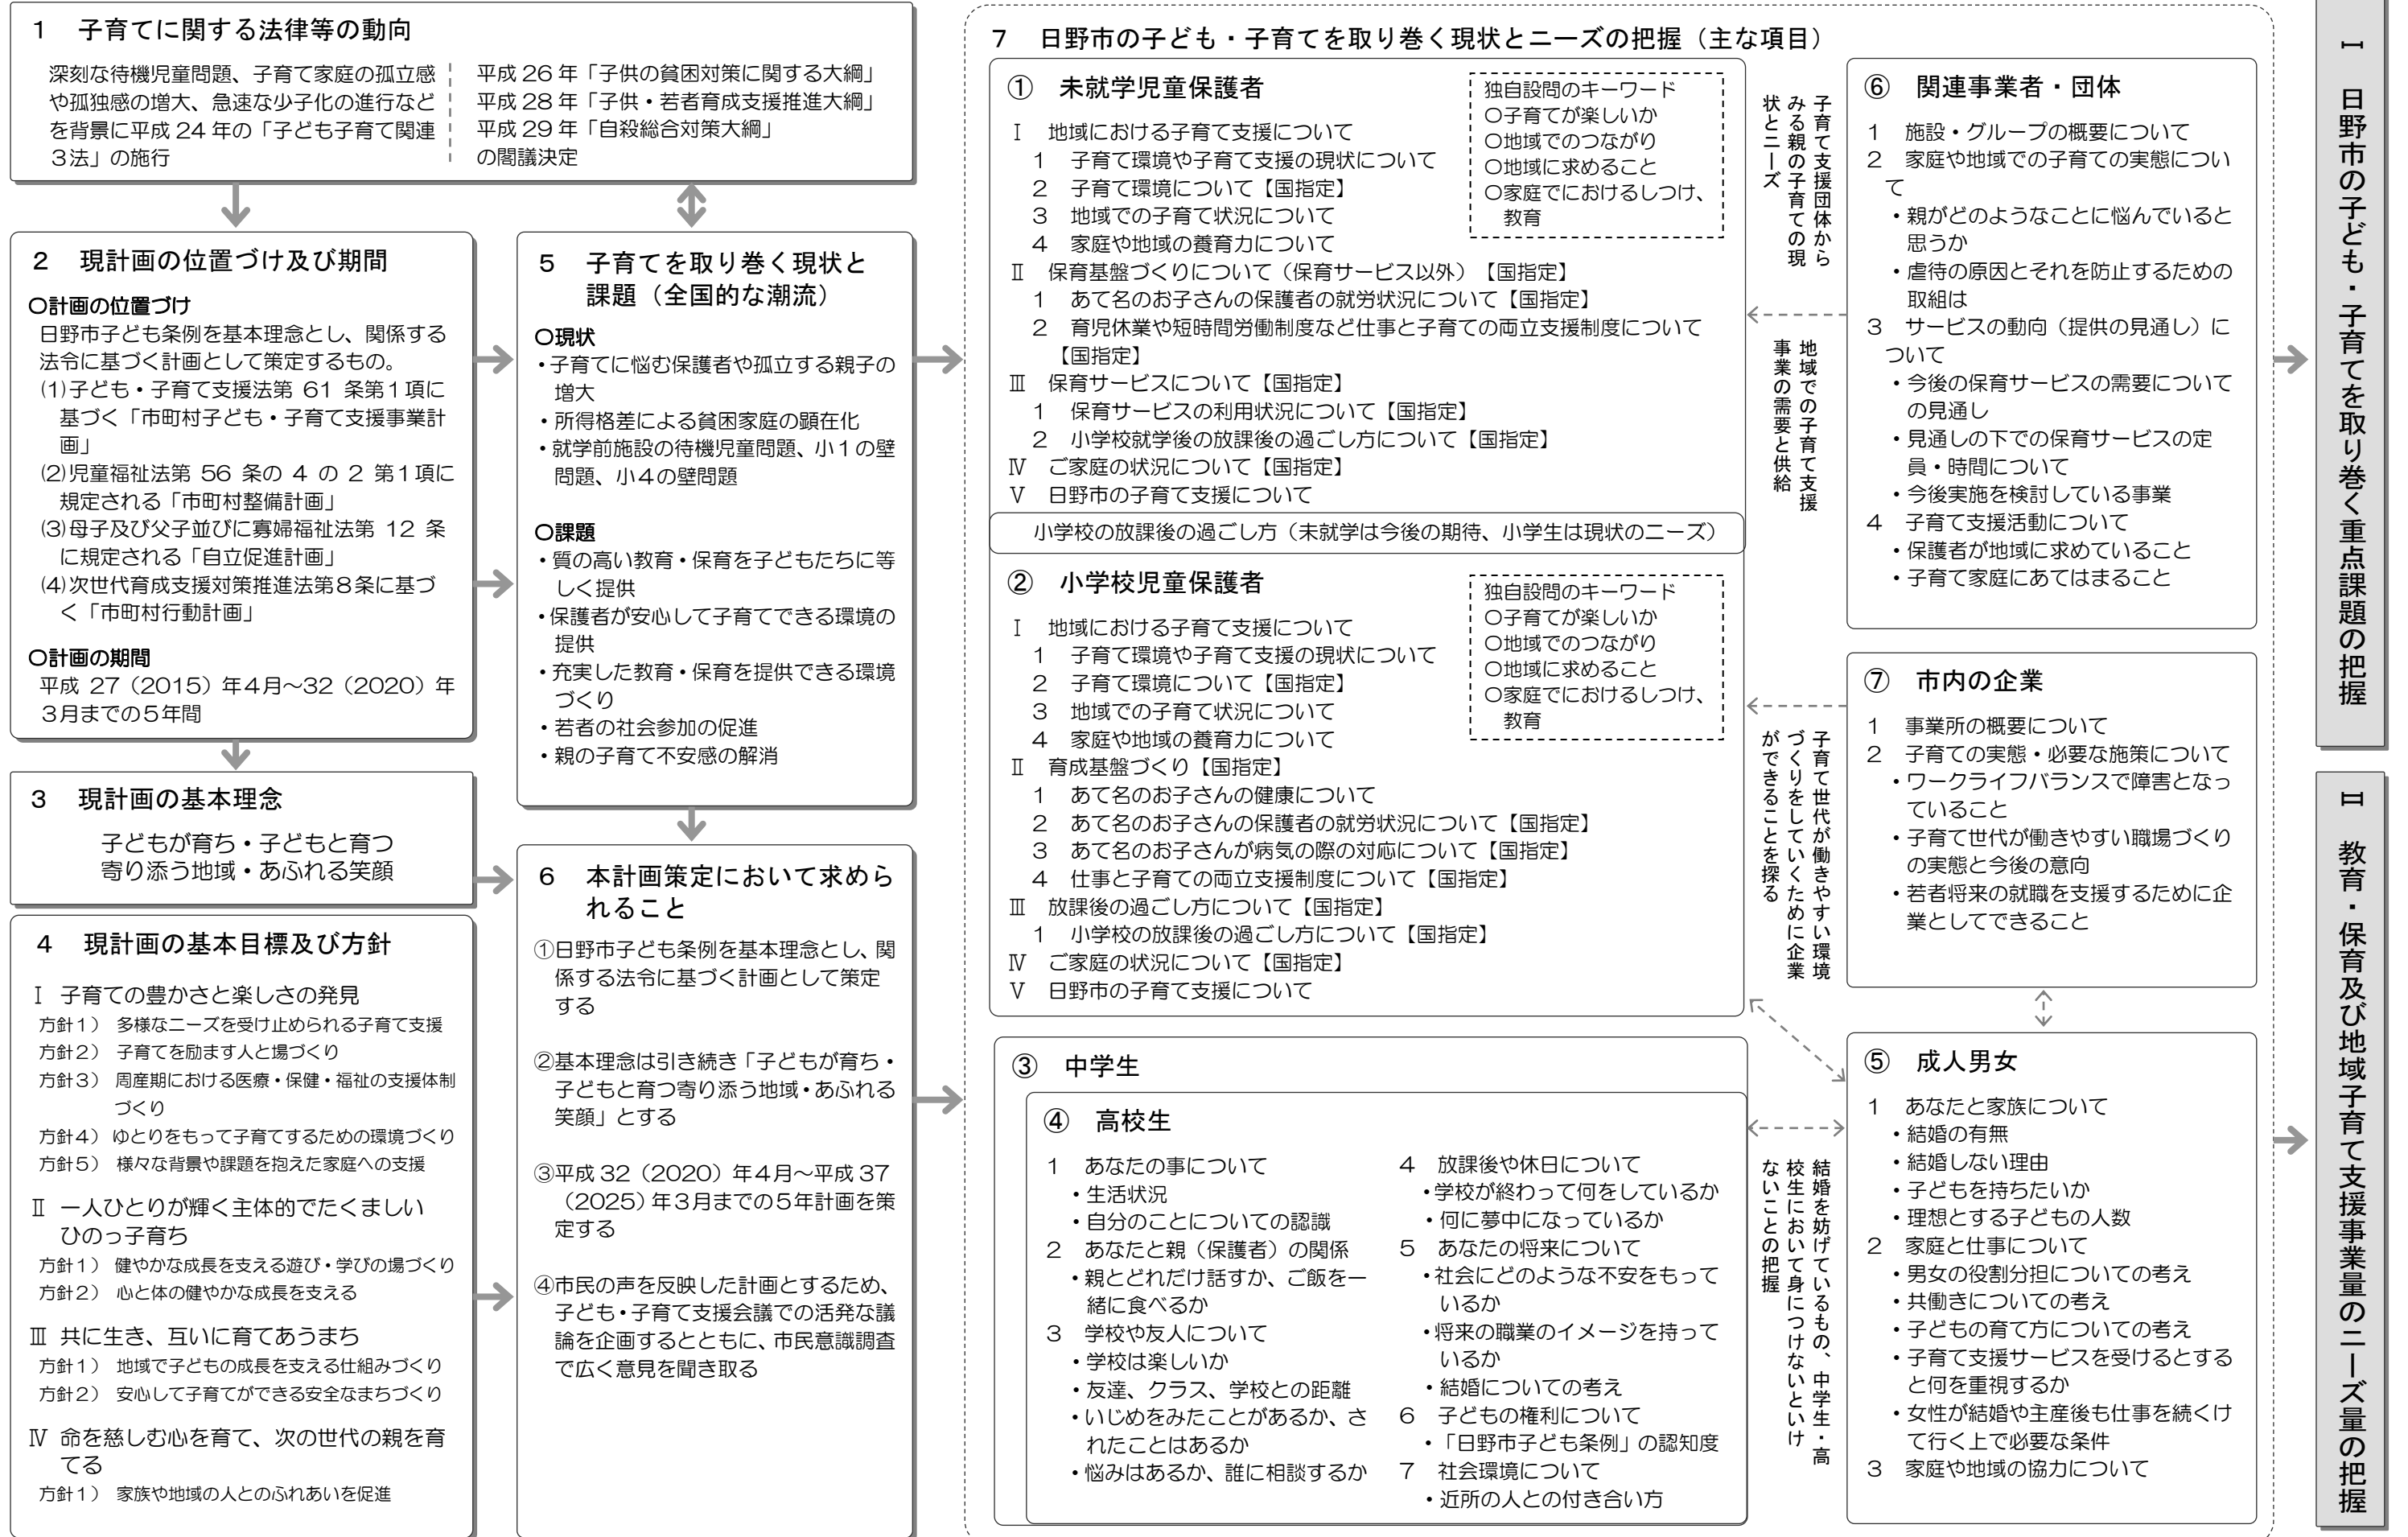 1 子育てに関する法律等の動向
深刻な待機児童問題、子育て家庭の孤立感
や孤独感の増大、急速な少子化の進行など
を背景に平成 24 年の「子ども子育て関連
3法」の施行
平成 26 年「子供の貧困対策に関する大綱」
平成 28 年「子供・若者育成支援推進大綱」
平成 29 年「自殺総合対策大綱」
の閣議決定
2 現計画の位置づけ及び期間
〇計画の位置づけ
日野市子ども条例を基本理念とし、関係する
法令に基づく計画として策定するもの。
(1)子ども・子育て支援法第 61 条第1項に
基づく「市町村子ども・子育て支援事業計
画」
(2)児童福祉法第 56 条の 4 の 2 第1項に
規定される「市町村整備計画」
(3)母子及び父子並びに寡婦福祉法第 12 条
に規定される「自立促進計画」
(4)次世代育成支援対策推進法第8条に基づ
く「市町村行動計画」
〇計画の期間
平成 27（2015）年4月～32（2020）年
3月までの5年間
3 現計画の基本理念
子どもが育ち・子どもと育つ
寄り添う地域・あふれる笑顔
4 現計画の基本目標及び方針
Ⅰ 子育ての豊かさと楽しさの発見
方針1） 多様なニーズを受け止められる子育て支援
方針2） 子育てを励ます人と場づくり
方針3） 周産期における医療・保健・福祉の支援体制
づくり
方針4） ゆとりをもって子育てするための環境づくり
方針5） 様々な背景や課題を抱えた家庭への支援
Ⅱ 一人ひとりが輝く主体的でたくましい
ひのっ子育ち
方針1） 健やかな成長を支える遊び・学びの場づくり
方針2） 心と体の健やかな成長を支える
Ⅲ 共に生き、互いに育てあうまち
方針1） 地域で子どもの成長を支える仕組みづくり
方針2） 安心して子育てができる安全なまちづくり
Ⅳ 命を慈しむ心を育て、次の世代の親を育
てる
方針1） 家族や地域の人とのふれあいを促進
5 子育てを取り巻く現状と
課題（全国的な潮流）
〇現状
・子育てに悩む保護者や孤立する親子の
増大
・所得格差による貧困家庭の顕在化
・就学前施設の待機児童問題、小1の壁
問題、小4の壁問題
〇課題
・質の高い教育・保育を子どもたちに等
しく提供
・保護者が安心して子育てできる環境の
提供
・充実した教育・保育を提供できる環境
づくり
・若者の社会参加の促進
・親の子育て不安感の解消
6 本計画策定において求めら
れること
①日野市子ども条例を基本理念とし、関
係する法令に基づく計画として策定
する
②基本理念は引き続き「子どもが育ち・
子どもと育つ寄り添う地域・あふれる
笑顔」とする
③平成 32（2020）年4月～平成 37
（2025）年3月までの5年計画を策
定する
④市民の声を反映した計画とするため、
子ども・子育て支援会議での活発な議
論を企画するとともに、市民意識調査
で広く意見を聞き取る
7 日野市の子ども・子育てを取り巻く現状とニーズの把握（主な項目）
① 未就学児童保護者
Ⅰ 地域における子育て支援について
1 子育て環境や子育て支援の現状について
2 子育て環境について【国指定】
3 地域での子育て状況について
4 家庭や地域の養育力について
Ⅱ 保育基盤づくりについて（保育サービス以外）【国指定】
1 あて名のお子さんの保護者の就労状況について【国指定】
2 育児休業や短時間労働制度など仕事と子育ての両立支援制度について
【国指定】
Ⅲ 保育サービスについて【国指定】
1 保育サービスの利用状況について【国指定】
2 小学校就学後の放課後の過ごし方について【国指定】
Ⅳ ご家庭の状況について【国指定】
Ⅴ 日野市の子育て支援について
独自設問のキーワード
〇子育てが楽しいか
〇地域でのつながり
〇地域に求めること
〇家庭でにおけるしつけ、
教育
小学校の放課後の過ごし方（未就学は今後の期待、小学生は現状のニーズ）
② 小学校児童保護者
Ⅰ 地域における子育て支援について
1 子育て環境や子育て支援の現状について
2 子育て環境について【国指定】
3 地域での子育て状況について
4 家庭や地域の養育力について
Ⅱ 育成基盤づくり【国指定】
1 あて名のお子さんの健康について
2 あて名のお子さんの保護者の就労状況について【国指定】
3 あて名のお子さんが病気の際の対応について【国指定】
4 仕事と子育ての両立支援制度について【国指定】
Ⅲ 放課後の過ごし方について【国指定】
1 小学校の放課後の過ごし方について【国指定】
Ⅳ ご家庭の状況について【国指定】
Ⅴ 日野市の子育て支援について
独自設問のキーワード
〇子育てが楽しいか
〇地域でのつながり
〇地域に求めること
〇家庭でにおけるしつけ、
教育
③ 中学生
④ 高校生
1 あなたの事について
・生活状況
・自分のことについての認識
2 あなたと親（保護者）の関係
・親とどれだけ話すか、ご飯を一
緒に食べるか
3 学校や友人について
・学校は楽しいか
・友達、クラス、学校との距離
・いじめをみたことがあるか、さ
れたことはあるか
・悩みはあるか、誰に相談するか
4 放課後や休日について
・学校が終わって何をしているか
・何に夢中になっているか
5 あなたの将来について
・社会にどのような不安をもって
いるか
・将来の職業のイメージを持って
いるか
・結婚についての考え
6 子どもの権利について
・「日野市子ども条例」の認知度
7 社会環境について
・近所の人との付き合い方
子育て支援団体から
みる親の子育ての現
状とニーズ
地域での子育て支援
事業の需要と供給
子育て世代が働きやすい環境
づくりをしていくために企業
ができることを探る
結婚を妨げているもの、中学生・高
校生において身につけないといけ
ないことの把握
⑥ 関連事業者・団体
1 施設・グループの概要について
2 家庭や地域での子育ての実態につい
て
・親がどのようなことに悩んでいると
思うか
・虐待の原因とそれを防止するための
取組は
3 サービスの動向（提供の見通し）に
ついて
・今後の保育サービスの需要について
の見通し
・見通しの下での保育サービスの定
員・時間について
・今後実施を検討している事業
4 子育て支援活動について
・保護者が地域に求めていること
・子育て家庭にあてはまること
⑦ 市内の企業
1 事業所の概要について
2 子育ての実態・必要な施策について
・ワークライフバランスで障害となっ
ていること
・子育て世代が働きやすい職場づくり
の実態と今後の意向
・若者将来の就職を支援するために企
業としてできること
⑤ 成人男女
1 あなたと家族について
・結婚の有無
・結婚しない理由
・子どもを持ちたいか
・理想とする子どもの人数
2 家庭と仕事について
・男女の役割分担についての考え
・共働きについての考え
・子どもの育て方についての考え
・子育て支援サービスを受けるとする
と何を重視するか
・女性が結婚や主産後も仕事を続くけ
て行く上で必要な条件
3 家庭や地域の協力について
Ⅰ 日野市の子ども・子育てを取り巻く重点課題の把握
Ⅱ 教育・保育及び地域子育て支援事業量のニーズ量の把握